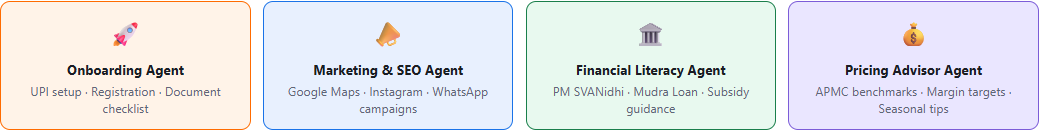 Onboarding Agent
UPI setup · Registration · Document
checklist
Marketing & SEO Agent
Google Maps · Instagram · WhatsApp
campaigns
Financial Literacy Agent
PM SVANidhi · Mudra Loan · Subsidy
guidance
Pricing Advisor Agent
APMC benchmarks · Margin targets ·
Seasonal tips